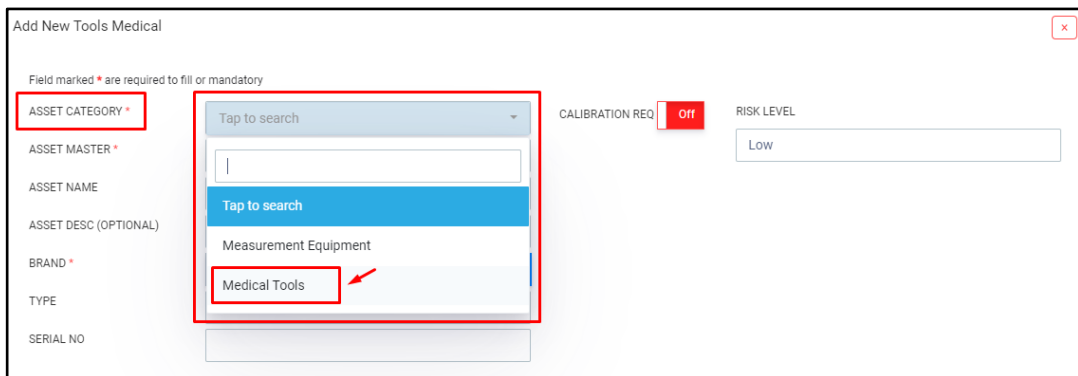 Add New Tools Medical
x
Field marked * are required to fill or mandatory
ASSET CATEGORY *
Tap to search
CALIBRATION REQ
Off
RISK LEVEL
Low
ASSET MASTER *
ASSET NAME
Tap to search
ASSET DESC (OPTIONAL)
Measurement Equipment
BRAND *
Medical Tools
TYPE
SERIAL NO